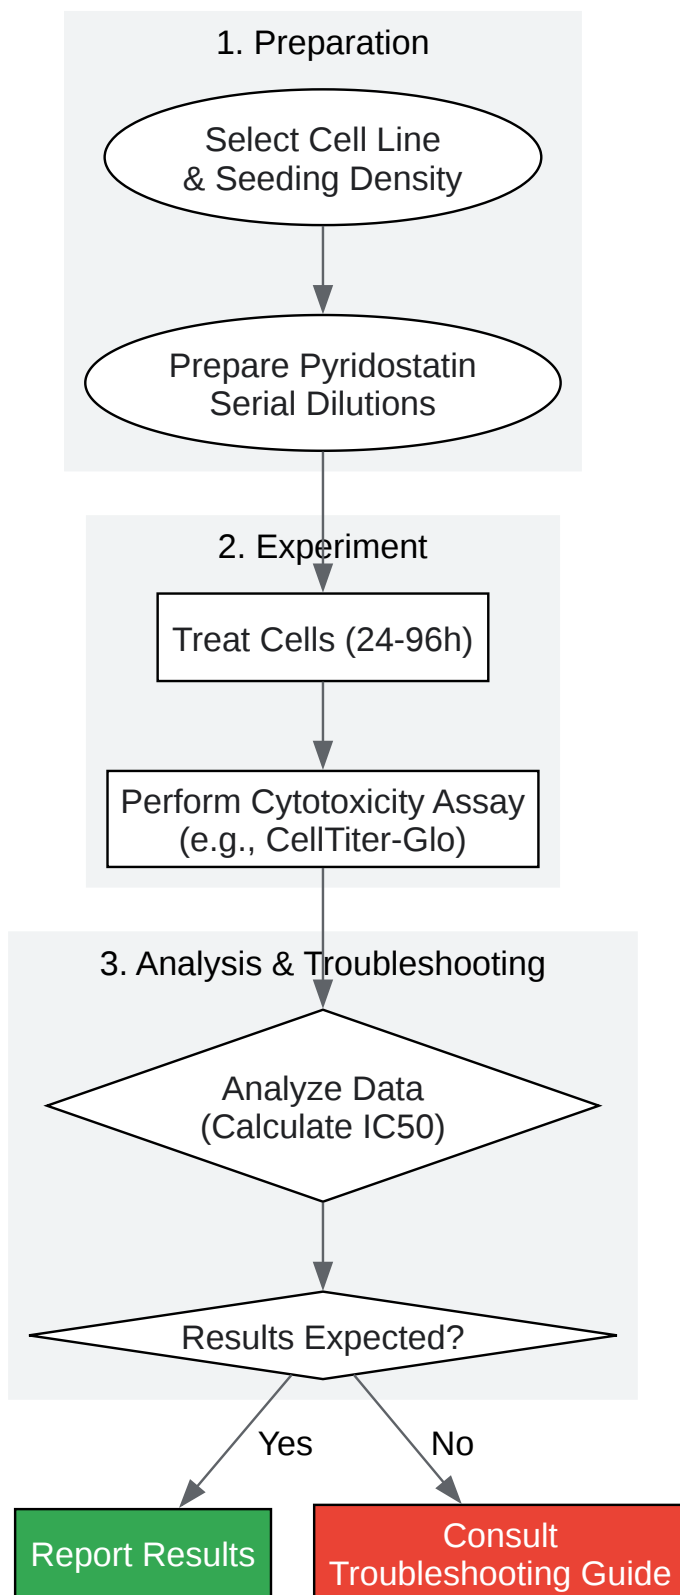 1. Preparation
Select Cell Line
& Seeding Density
Prepare Pyridostatin
Serial Dilutions
2. Experiment
Treat Cells (24-96h)
Perform Cytotoxicity Assay
(e.g., CellTiter-Glo)
3. Analysis & Troubleshooting
Analyze Data
(Calculate IC50)
Results Expected?
Yes
No
Report Results
Consult
Troubleshooting Guide